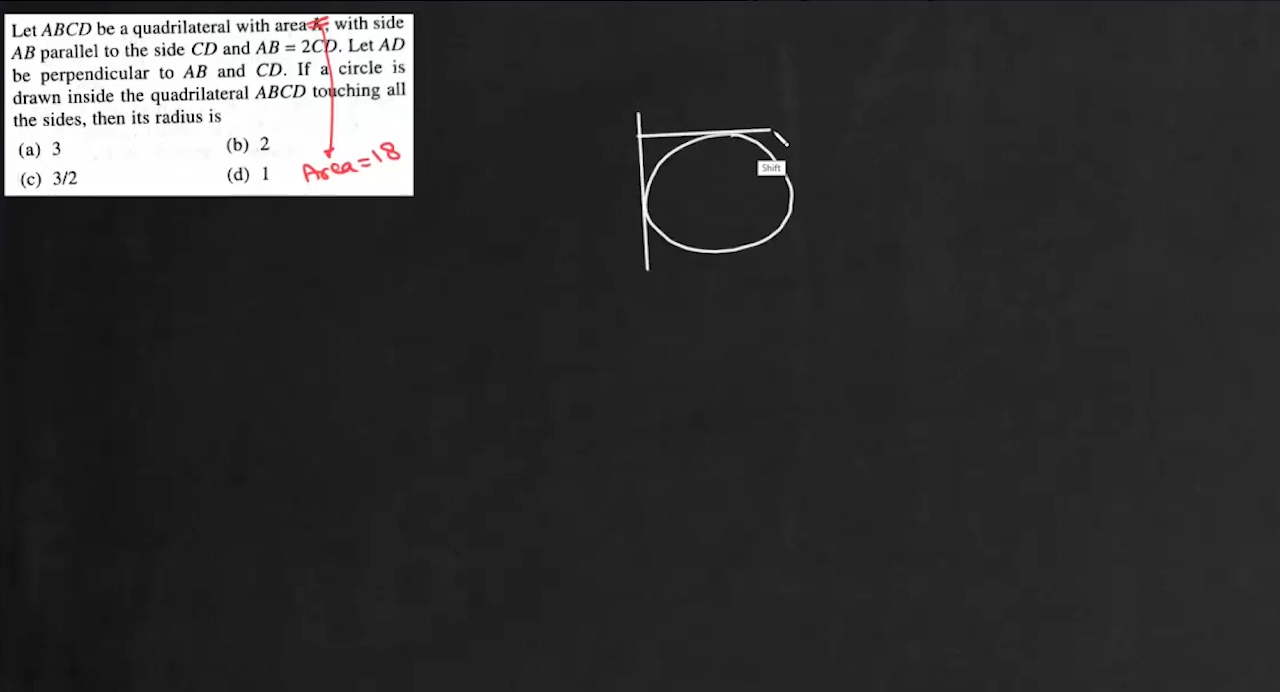 Let ABCD be a quadrilateral with area with side
AB parallel to the side CD and AB = 2CD. Let AD
be perpendicular to AB and CD. If a circle is
drawn inside the quadrilateral ABCD touching all
the sides, then its radius is
(a) 3
(b) 2
(c) 3/2
(d) 1
Area=18
Shift